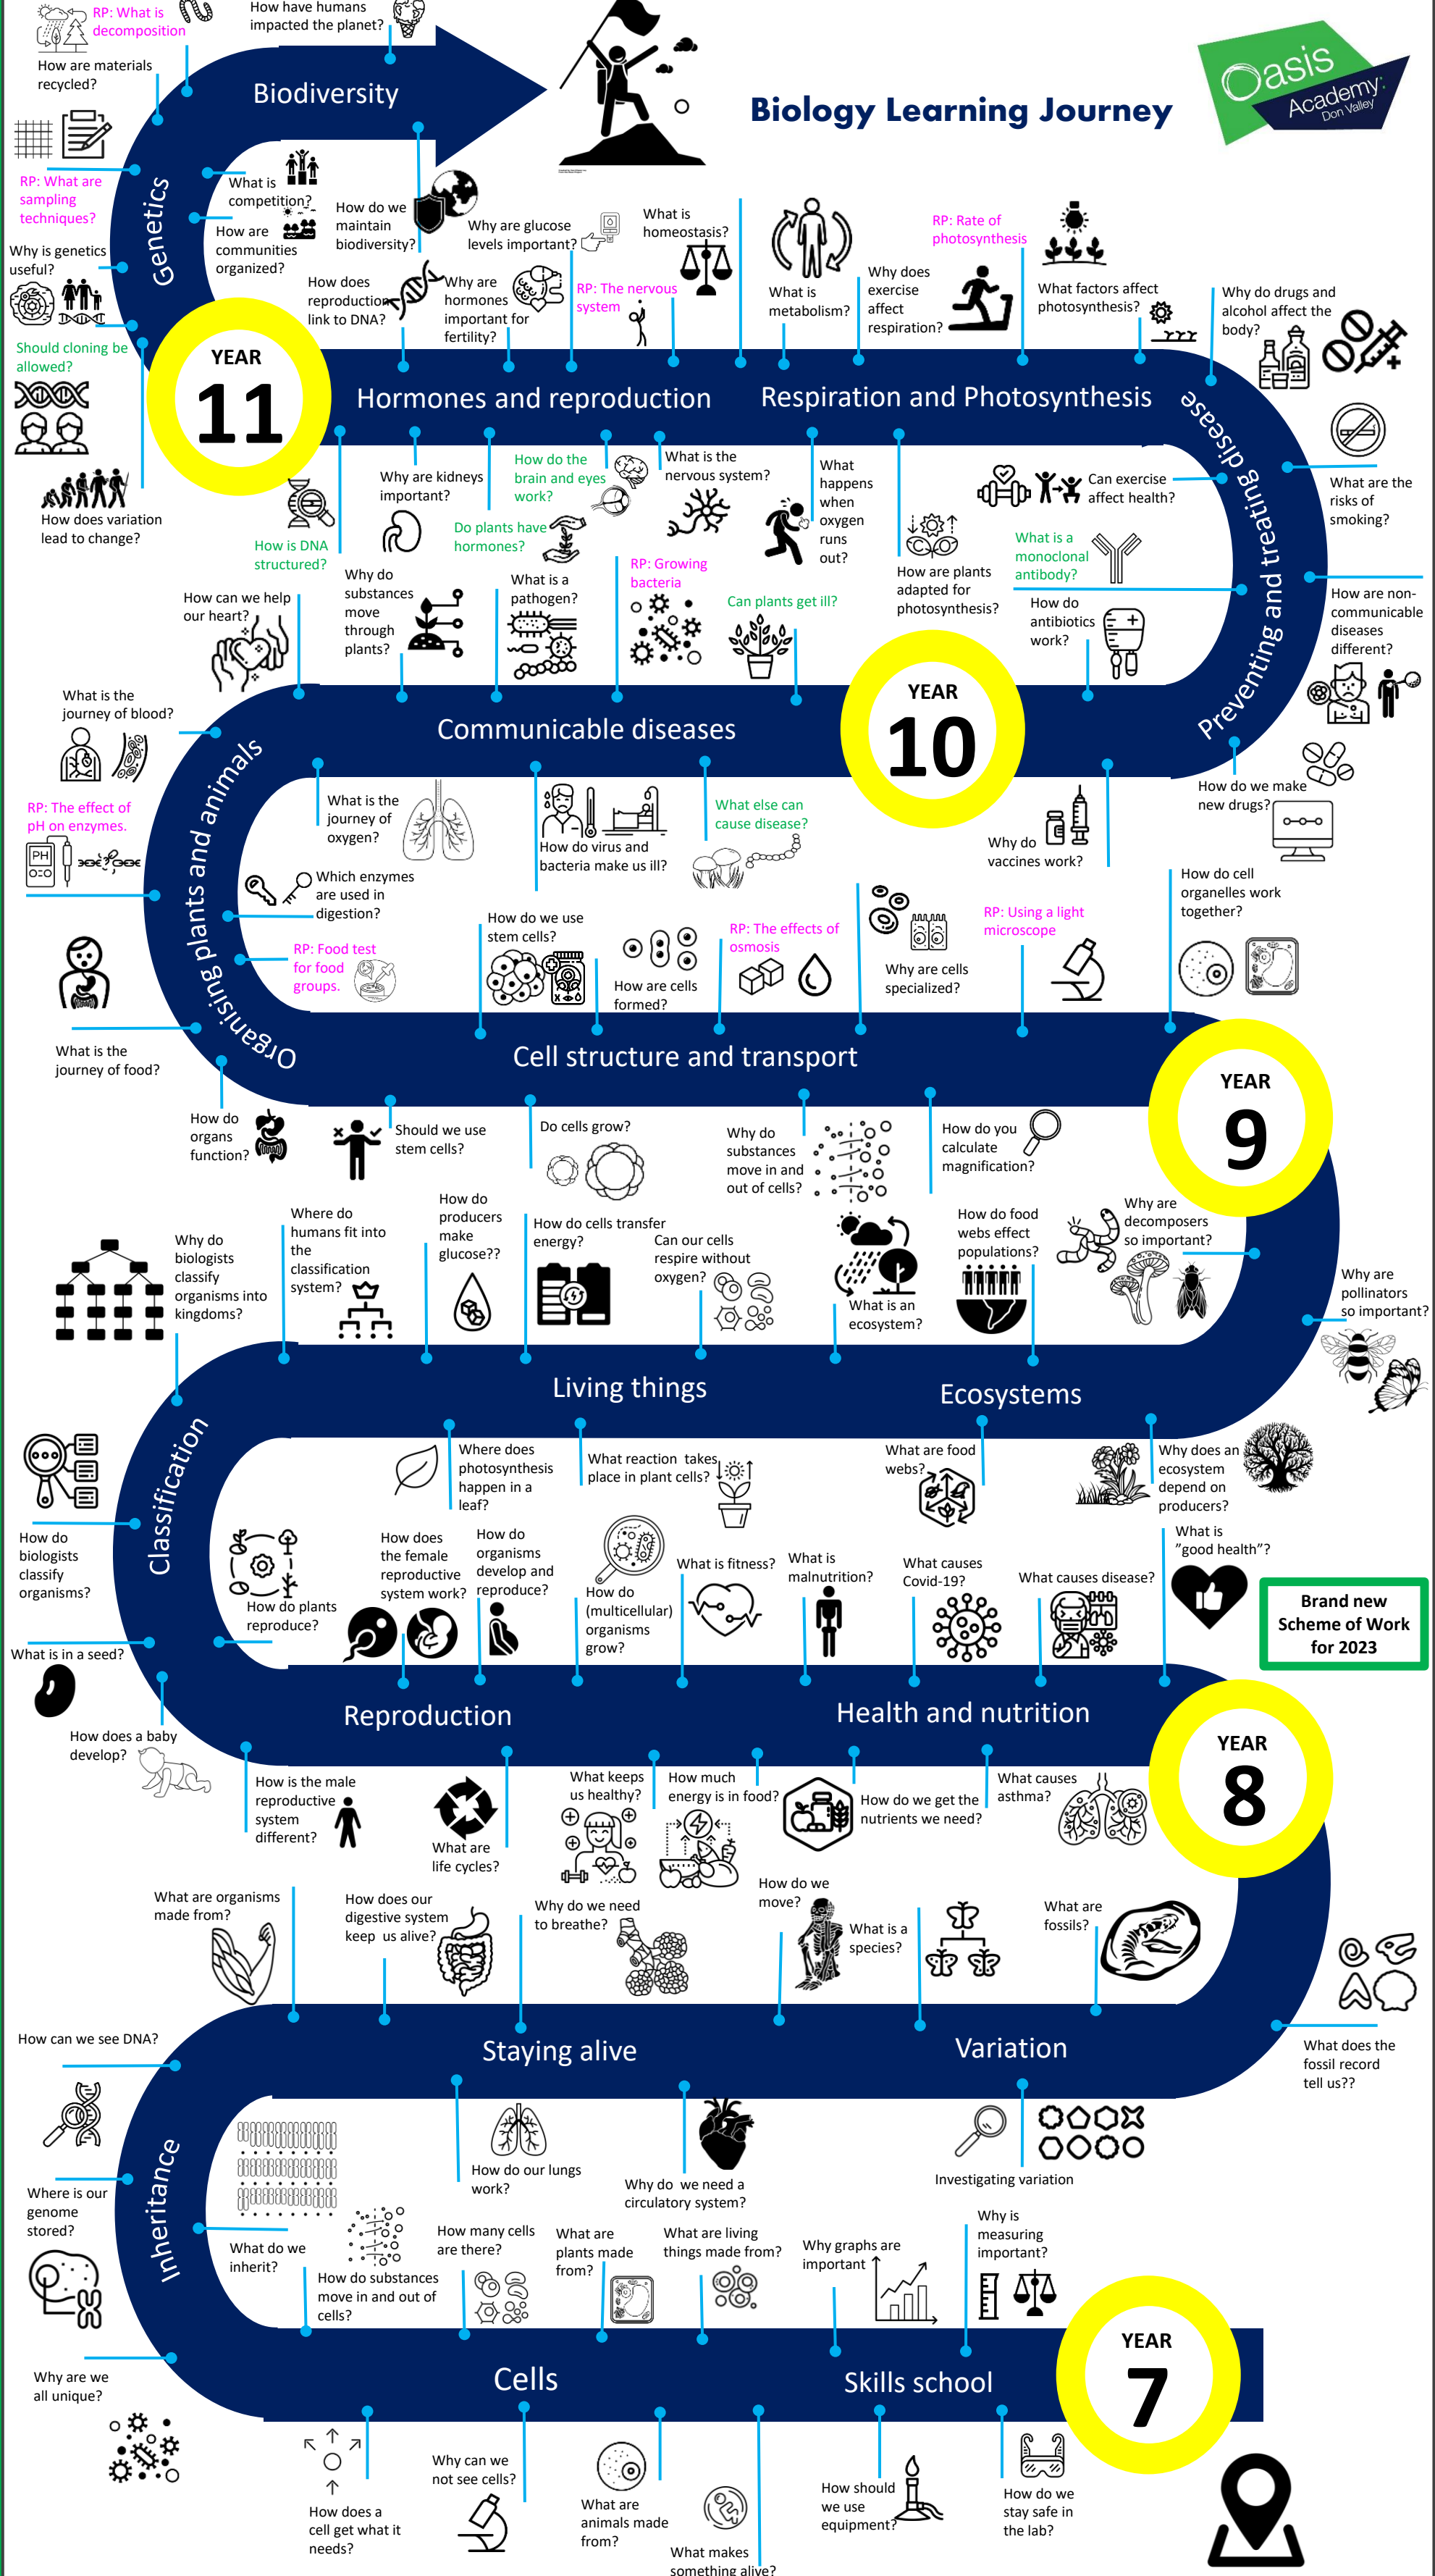 RP: What is
decomposition
How have humans
impacted the planet?
How are materials
recycled?
Biodiversity
Biology Learning Journey
Oasis
Academy:
Don Valley
RP: What are
sampling
techniques?
Genetics
What is
competition?
How are
communities
organized?
How do we
maintain
biodiversity?
Why are glucose
levels important?
What is
homeostasis?
RP: Rate of
photosynthesis
Why is genetics
useful?
How does
reproduction
link to DNA?
Why are
hormones
important for
fertility?
RP: The nervous
system
What is
metabolism?
Why does
exercise
affect
respiration?
What factors affect
photosynthesis?
Why do drugs and
alcohol affect the
body?
Should cloning be
allowed?
YEAR
11
Hormones and reproduction
Respiration and Photosynthesis
Preventing and treating disease
How does variation
lead to change?
How is DNA
structured?
Why are kidneys
important?
How do the
brain and eyes
work?
Do plants have
hormones?
What is the
nervous system?
What
happens
when
oxygen
runs
out?
How are plants
adapted for
photosynthesis?
Can exercise
affect health?
What is a
monoclonal
antibody?
What are the
risks of
smoking?
How can we help
our heart?
Why do
substances
move
through
plants?
What is a
pathogen?
RP: Growing
bacteria
Can plants get ill?
How do
antibiotics
work?
How are non-
communicable
diseases
different?
What is the
journey of blood?
Communicable diseases
YEAR
10
How do we make
new drugs?
RP: The effect of
pH on enzymes.
PH
Organising plants and animals
What is the
journey of
oxygen?
How do virus and
bacteria make us ill?
What else can
cause disease?
Why do
vaccines work?
Which enzymes
are used in
digestion?
RP: Food test
for food
groups.
How do we use
stem cells?
How are cells
formed?
RP: The effects of
osmosis
Why are cells
specialized?
RP: Using a light
microscope
How do cell
organelles work
together?
What is the
journey of food?
Cell structure and transport
YEAR
9
How do
organs
function?
Should we use
stem cells?
Do cells grow?
Why do
substances
move in and
out of cells?
How do you
calculate
magnification?
Why do
biologists
classify
organisms into
kingdoms?
Where do
humans fit into
the
classification
system?
How do
producers
make
glucose??
How do cells transfer
energy?
Can our cells
respire without
oxygen?
What is an
ecosystem?
How do food
webs effect
populations?
Why are
decomposers
so important?
Why are
pollinators
so important?
Living things
Ecosystems
Classification
Where does
photosynthesis
happen in a
leaf?
What reaction takes
place in plant cells?
What are food
webs?
Why does an
ecosystem
depend on
producers?
How do
biologists
classify
organisms?
How do plants
reproduce?
How does
the female
reproductive
system work?
How do
organisms
develop and
reproduce?
How do
(multicellular)
organisms
grow?
What is fitness?
What is
malnutrition?
What causes
Covid-19?
What causes disease?
What is
”good health”?
Brand new
Scheme of Work
for 2023
What is in a seed?
Reproduction
Health and nutrition
YEAR
8
How does a baby
develop?
How is the male
reproductive
system
different?
What are
life cycles?
What keeps
us healthy?
How much
energy is in food?
How do we get the
nutrients we need?
What causes
asthma?
What are organisms
made from?
How does our
digestive system
keep us alive?
Why do we need
to breathe?
How do we
move?
What is a
species?
What are
fossils?
How can we see DNA?
Staying alive
Variation
What does the
fossil record
tell us??
Inheritance
How do our lungs
work?
Why do we need a
circulatory system?
Investigating variation
Where is our
genome
stored?
What do we
inherit?
How do substances
move in and out of
cells?
How many cells
are there?
What are
plants made
from?
What are living
things made from?
Why graphs are
important
Why is
measuring
important?
Cells
Skills school
YEAR
7
Why are we
all unique?
How does a
cell get what it
needs?
Why can we
not see cells?
What are
animals made
from?
What makes
something alive?
How should
we use
equipment?
How do we
stay safe in
the lab?